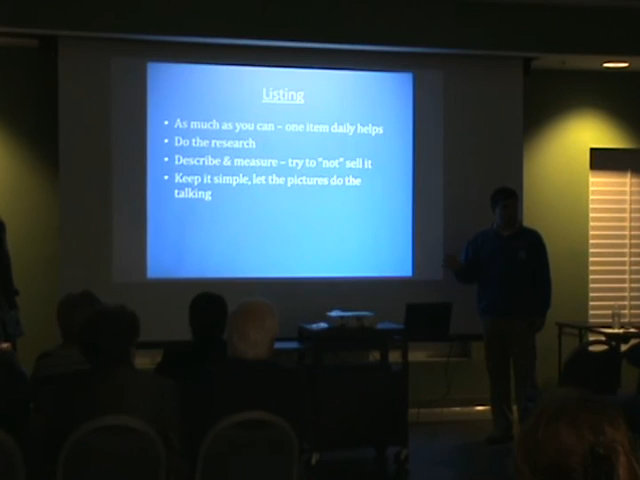 Listing
• As much as you can – one item daily helps
• Do the research
• Describe & measure – try to "not" sell it
• Keep it simple, let the pictures do the
talking